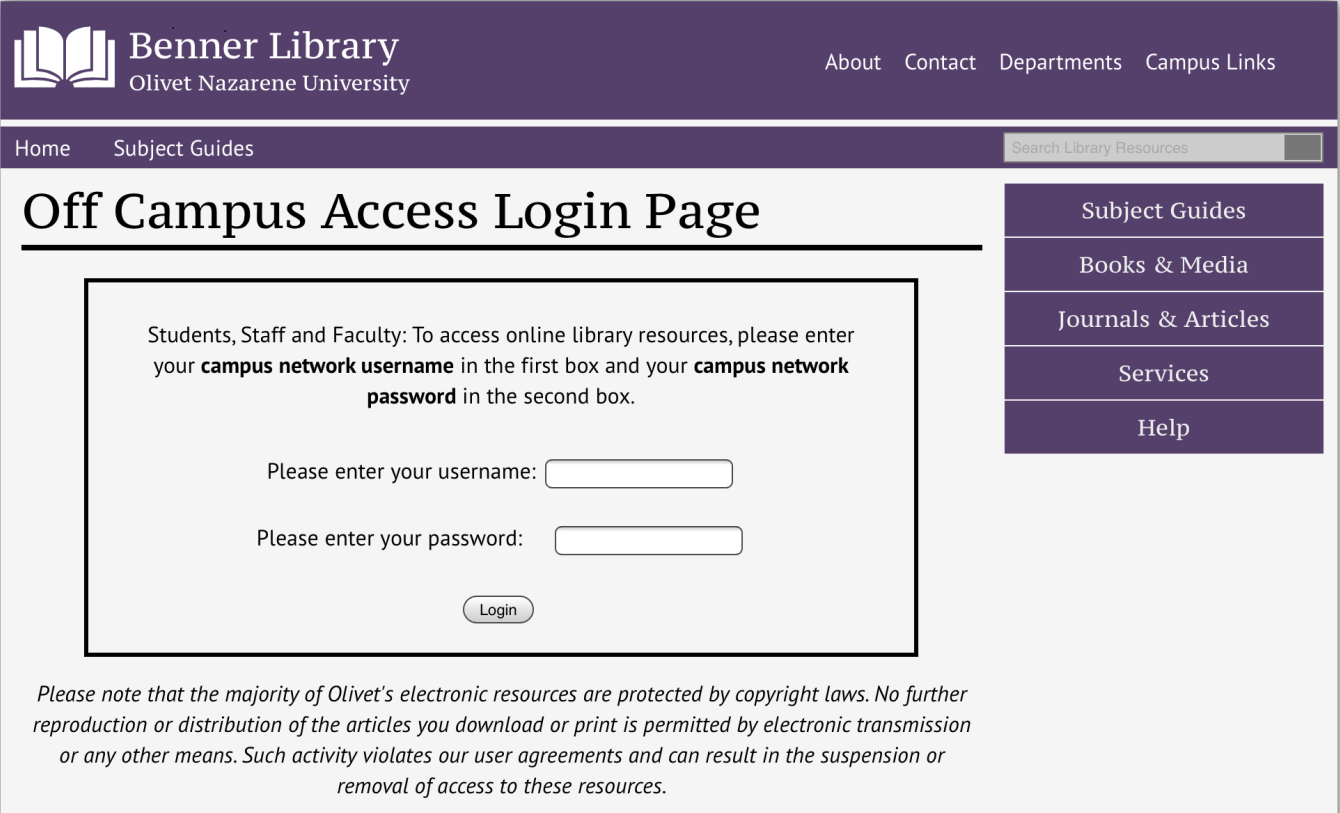 Benner Library
Olivet Nazarene University
About Contact Departments Campus Links
Home Subject Guides
Search Library Resources
Off Campus Access Login Page
Students, Staff and Faculty: To access online library resources, please enter
your campus network username in the first box and your campus network
password in the second box.
Please enter your username:
Please enter your password:
Login
Please note that the majority of Olivet's electronic resources are protected by copyright laws. No further
reproduction or distribution of the articles you download or print is permitted by electronic transmission
or any other means. Such activity violates our user agreements and can result in the suspension or
removal of access to these resources.
Subject Guides
Books & Media
Journals & Articles
Services
Help